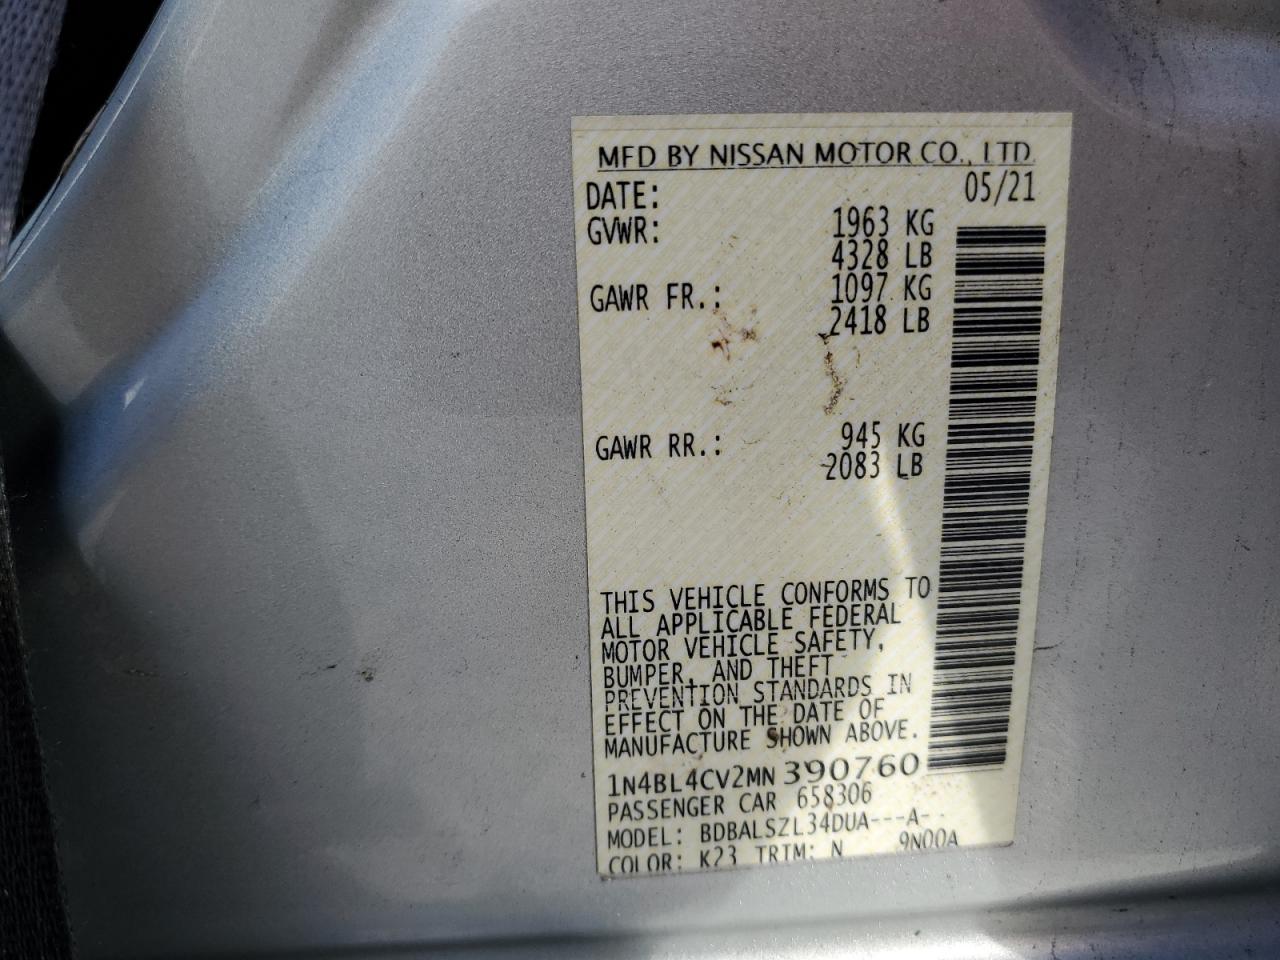 MFD BY NISSAN MOTOR CO., LTD.
DATE: 05/21
GVWR: 1963 KG
4328 LB
GAWR FR.: 1097 KG
2418 LB
GAWR RR.: 945 KG
2083 LB
THIS VEHICLE CONFORMS TO
ALL APPLICABLE FEDERAL
MOTOR VEHICLE SAFETY,
BUMPER, AND THEFT
PREVENTION STANDARDS IN
EFFECT ON THE DATE OF
MANUFACTURE SHOWN ABOVE.
1N4BL4CV2MN390760
PASSENGER CAR 658306
MODEL: BDBALSZL34DUA---A--
COLOR: K23 TRIM: N 9N00A